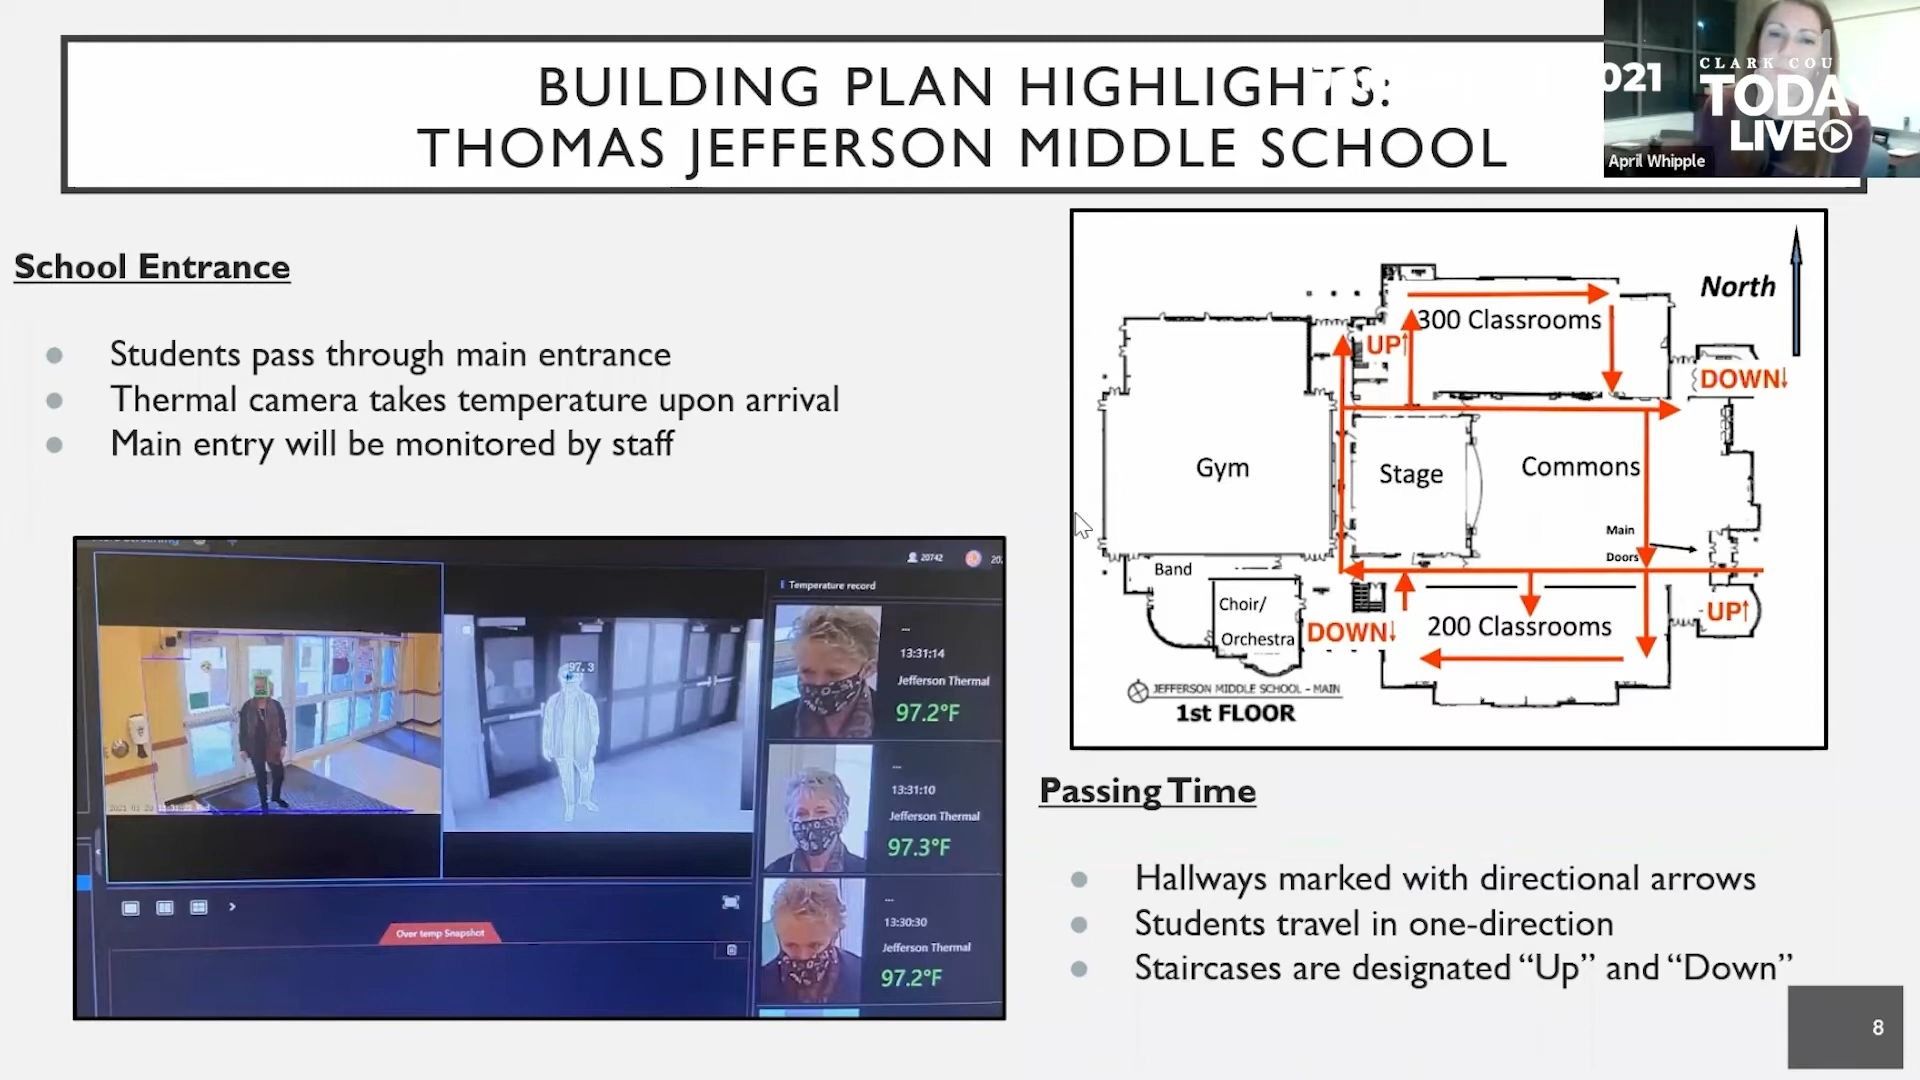 BUILDING PLAN HIGHLIGHTS:
THOMAS JEFFERSON MIDDLE SCHOOL
021
CLARK COU
TODAY
LIVE
April Whipple
School Entrance
Students pass through main entrance
Thermal camera takes temperature upon arrival
Main entry will be monitored by staff
20742
Temperature record
97.3
13:31:14
Jefferson Thermal
97.2°F
13:31:10
Jefferson Thermal
97.3°F
13:30:30
Jefferson Thermal
97.2°F
Over temp Snapshot
North
300 Classrooms
UP↑
DOWN↓
Gym
Stage
Commons
Main
Doors
Band
Choir/
Orchestra
DOWN↓
200 Classrooms
UP↑
JEFFERSON MIDDLE SCHOOL - MAIN
1st FLOOR
Passing Time
Hallways marked with directional arrows
Students travel in one-direction
Staircases are designated “Up” and “Down”
8